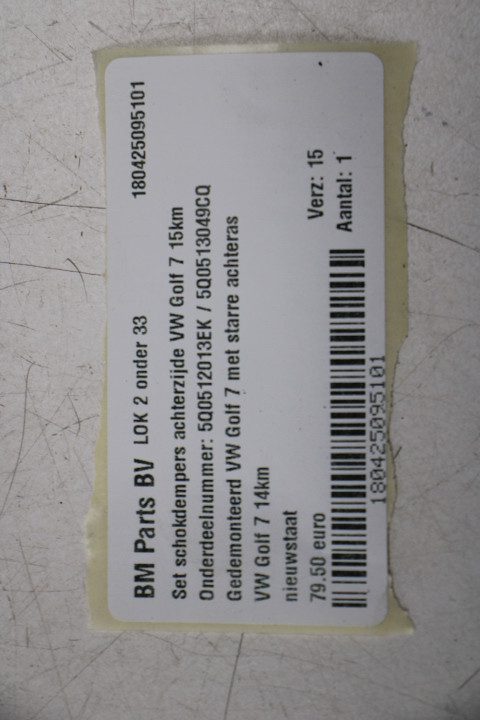 BM Parts BV LOK 2 onder 33 180425095101
Set schokdempers achterzijde VW Golf 7 15km
Onderdeelnummer: 5Q0512013EK / 5Q0513049CQ
Gedemonteerd VW Golf 7 met starre achteras
VW Golf 7 14km
nieuwstaat
79.50 euro Verz: 15
Aantal: 1
180425095101